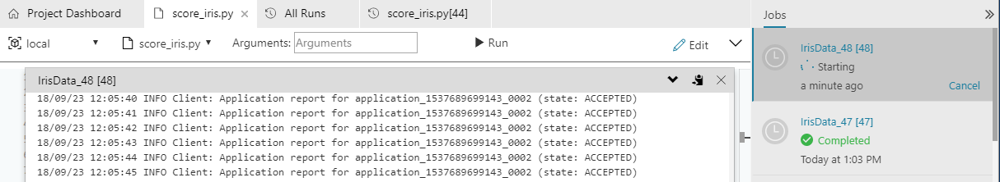 Project Dashboard score_iris.py All Runs score_iris.py[44]
local score_iris.py Arguments: Arguments Run Edit
IrisData_48 [48]
18/09/23 12:05:40 INFO Client: Application report for application_1537689699143_0002 (state: ACCEPTED)
18/09/23 12:05:41 INFO Client: Application report for application_1537689699143_0002 (state: ACCEPTED)
18/09/23 12:05:42 INFO Client: Application report for application_1537689699143_0002 (state: ACCEPTED)
18/09/23 12:05:43 INFO Client: Application report for application_1537689699143_0002 (state: ACCEPTED)
18/09/23 12:05:44 INFO Client: Application report for application_1537689699143_0002 (state: ACCEPTED)
18/09/23 12:05:45 INFO Client: Application report for application_1537689699143_0002 (state: ACCEPTED)
Jobs
IrisData_48 [48]
Starting
a minute ago Cancel
IrisData_47 [47]
Completed
Today at 1:03 PM